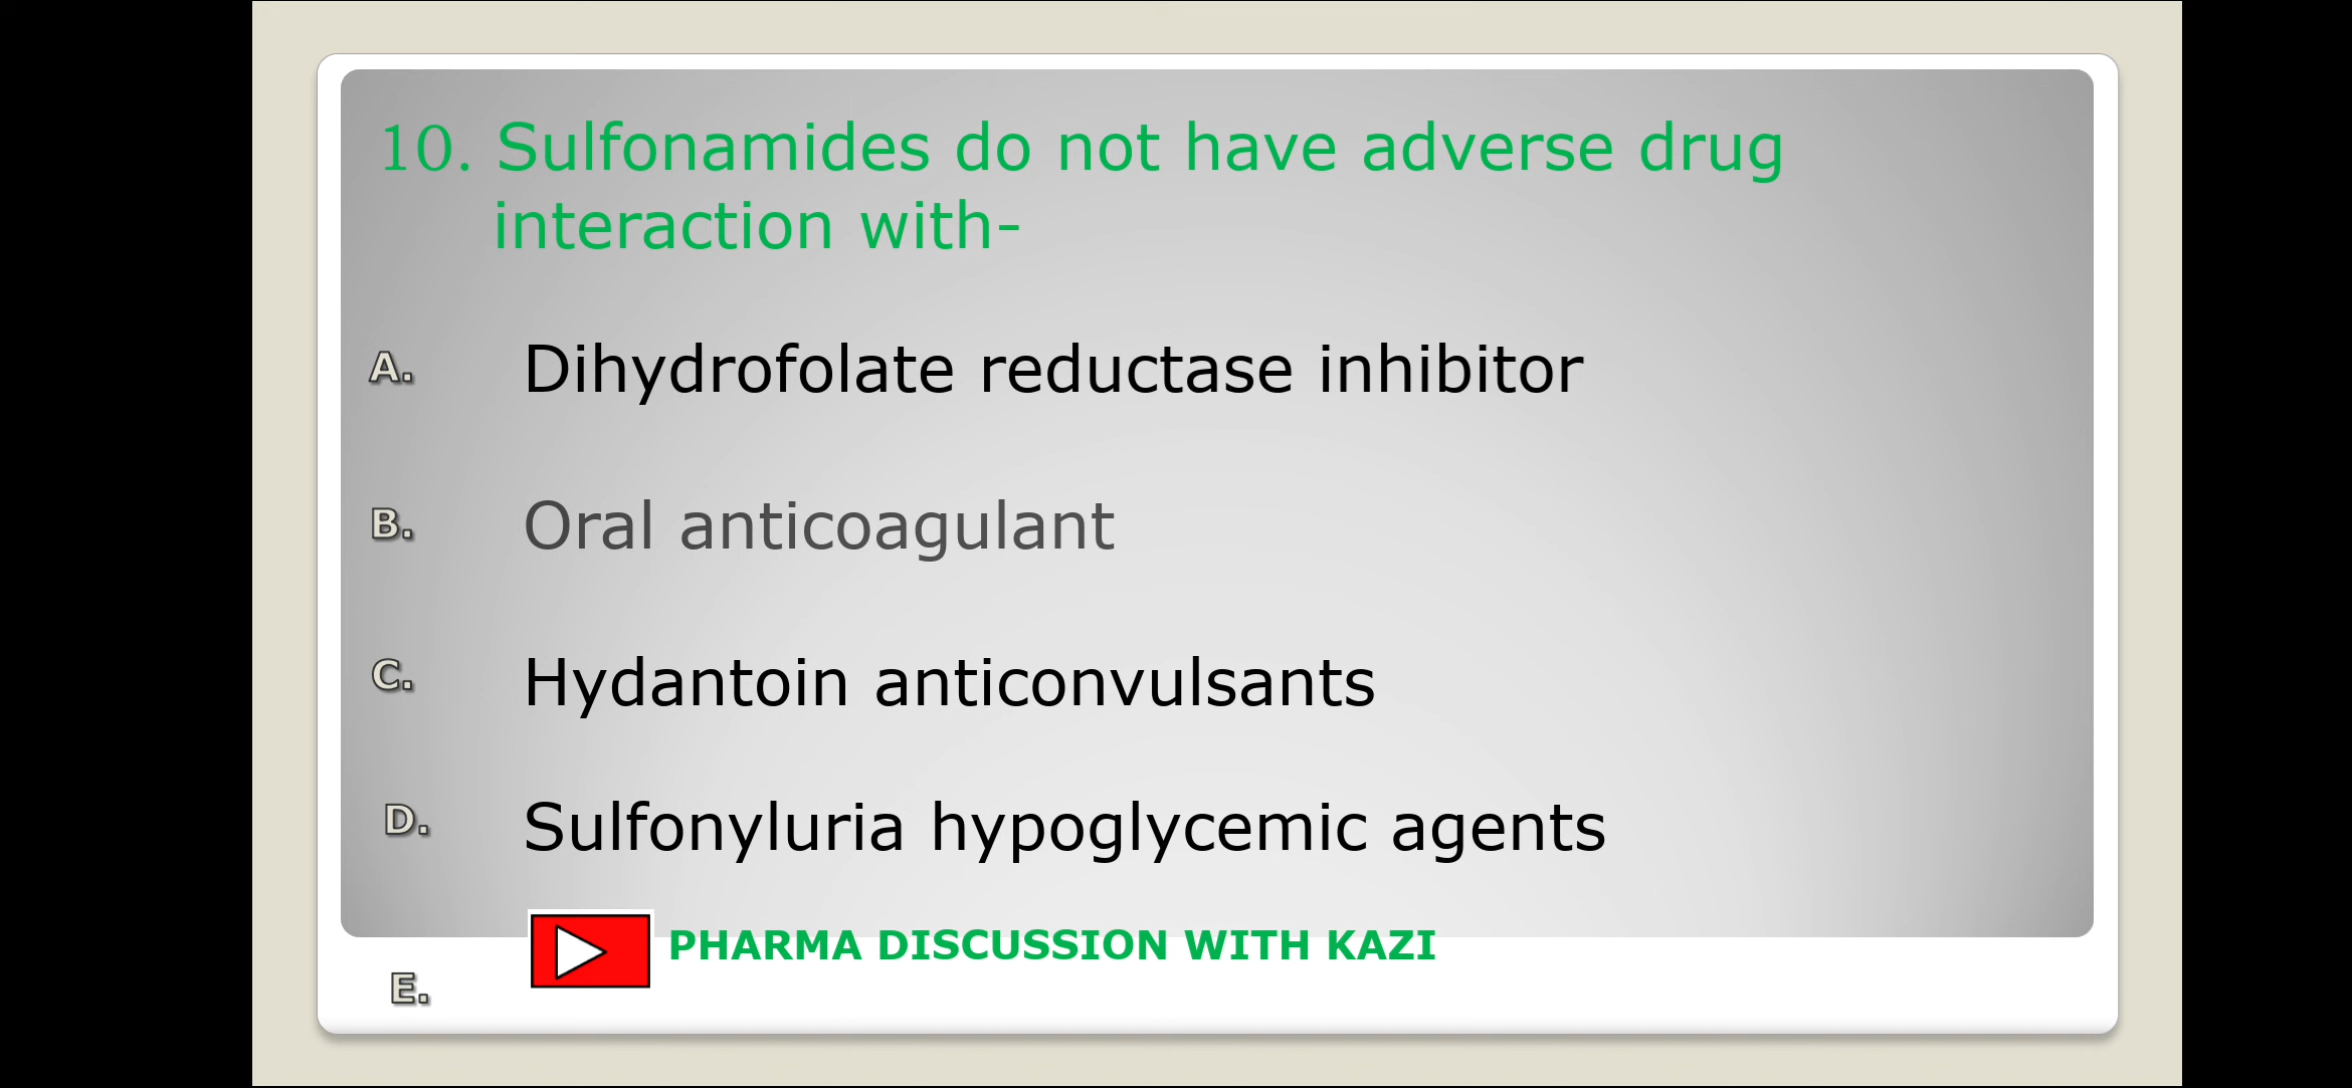 10. Sulfonamides do not have adverse drug
interaction with-
A. Dihydrofolate reductase inhibitor
B. Oral anticoagulant
C. Hydantoin anticonvulsants
D. Sulfonyluria hypoglycemic agents
PHARMA DISCUSSION WITH KAZI
E.